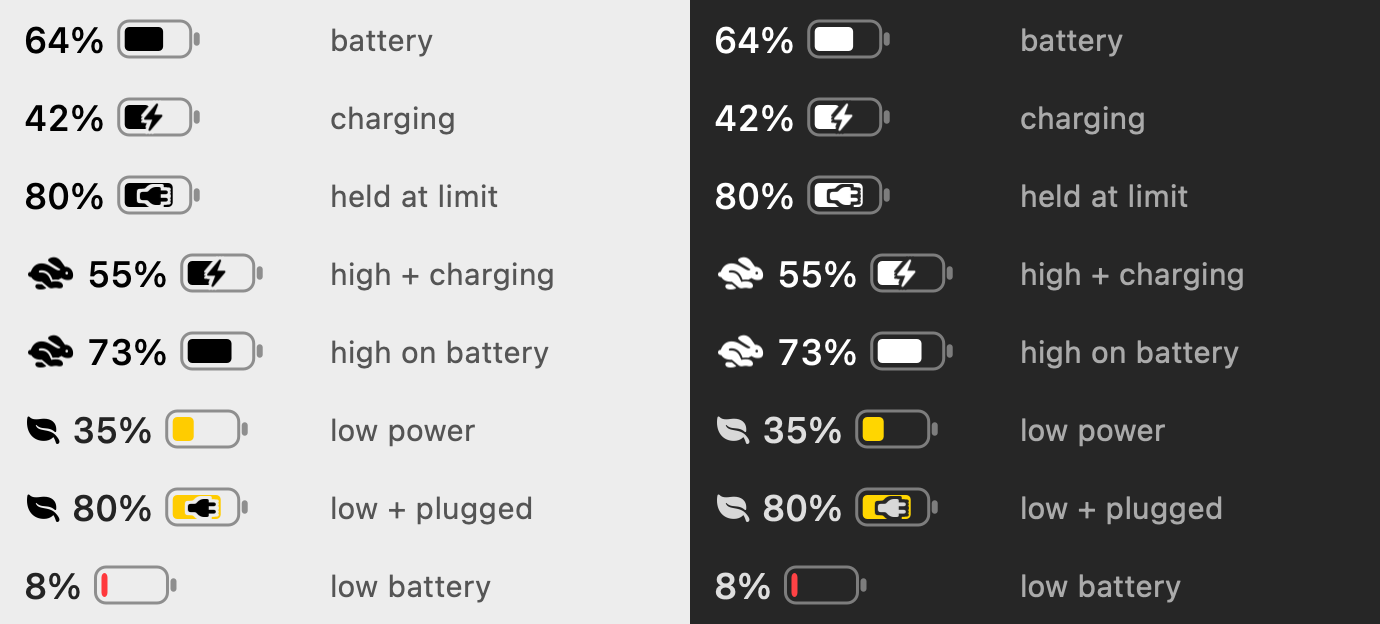 64% battery
42% charging
80% held at limit
55% high + charging
73% high on battery
35% low power
80% low + plugged
8% low battery
64% battery
42% charging
80% held at limit
55% high + charging
73% high on battery
35% low power
80% low + plugged
8% low battery